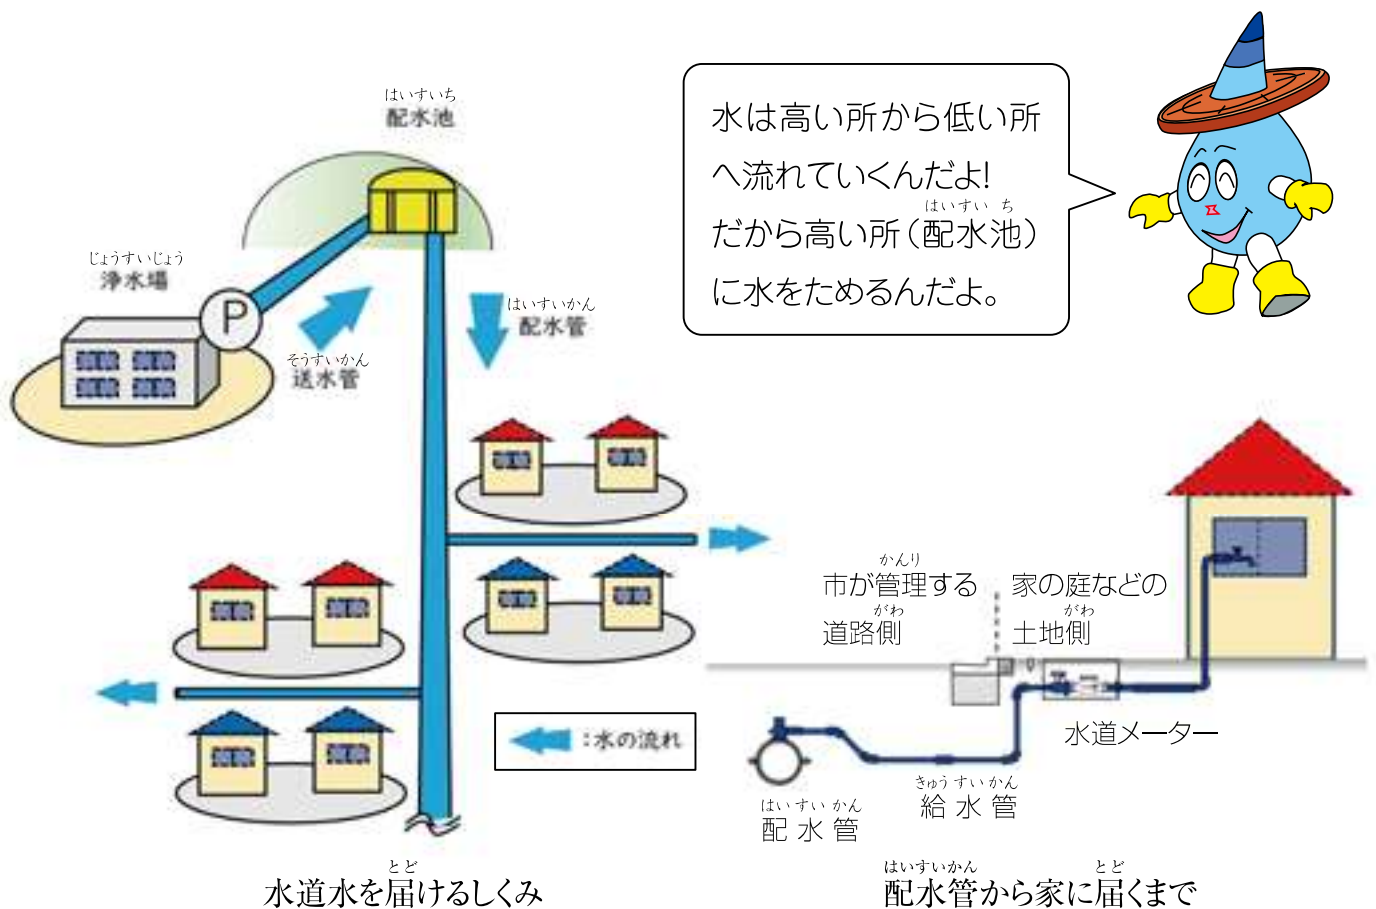 はいすいち
配水池
じょうすいじょう
浄水場
P
そうすいかん
送水管
はいすいかん
配水管
:水の流れ
とど
水道水を届けるしくみ
水は高い所から低い所
へ流れていくんだよ!
はいすいち
だから高い所(配水池)
に水をためるんだよ。
かんり
市が管理する
がわ
道路側
家の庭などの
がわ
土地側
水道メーター
きゅうすいかん
給水管
はいすいかん
配水管
はいすいかん とど
配水管から家に届くまで